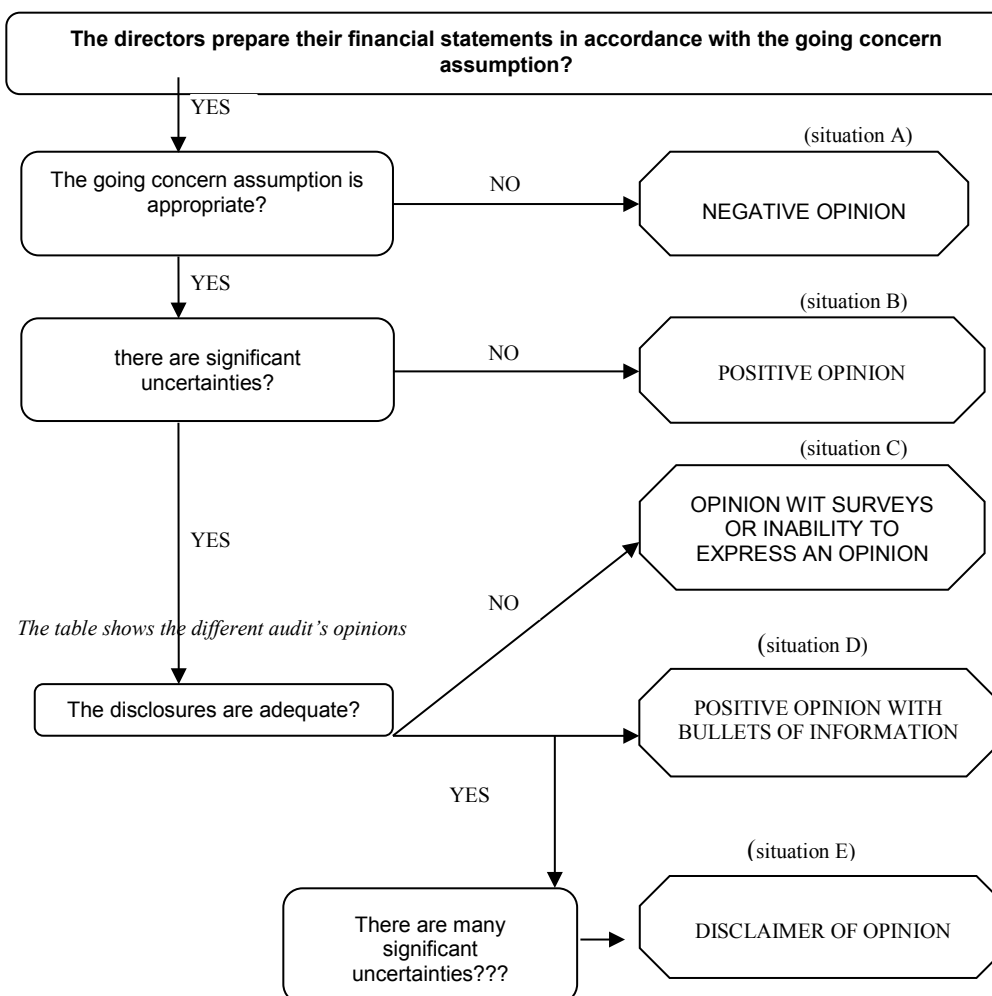 The directors prepare their financial statements in accordance with the going concern
assumption?
YES
(situation A)
The going concern assumption is
appropriate?
NO
NEGATIVE OPINION
YES
(situation B)
there are significant
uncertainties?
NO
POSITIVE OPINION
(situation C)
OPINION WIT SURVEYS
OR INABILITY TO
EXPRESS AN OPINION
YES
NO
The table shows the different audit's opinions
(situation D)
The disclosures are adequate?
POSITIVE OPINION WITH
BULLETS OF INFORMATION
YES
(situation E)
There are many
significant
uncertainties???
DISCLAIMER OF OPINION